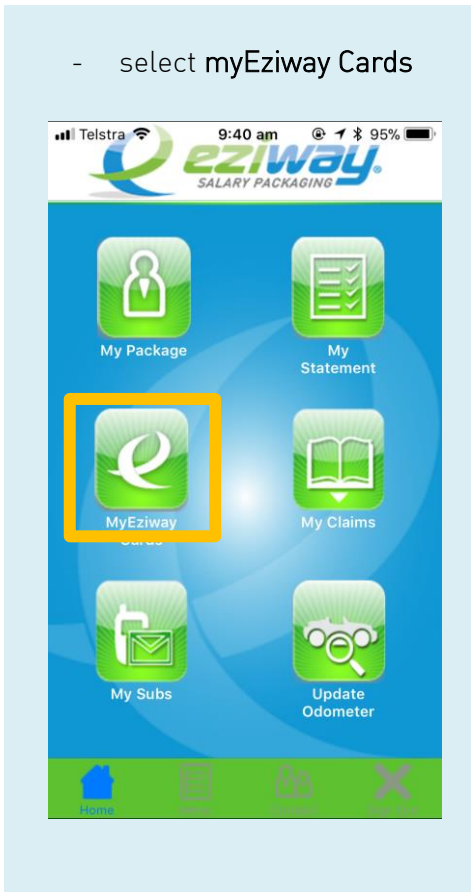 - select myEziway Cards
Telstra 9:40 am 95%
eziway
SALARY PACKAGING
My Package
My
Statement
MyEziway
Cards
My Claims
My Subs
Update
Odometer
Home